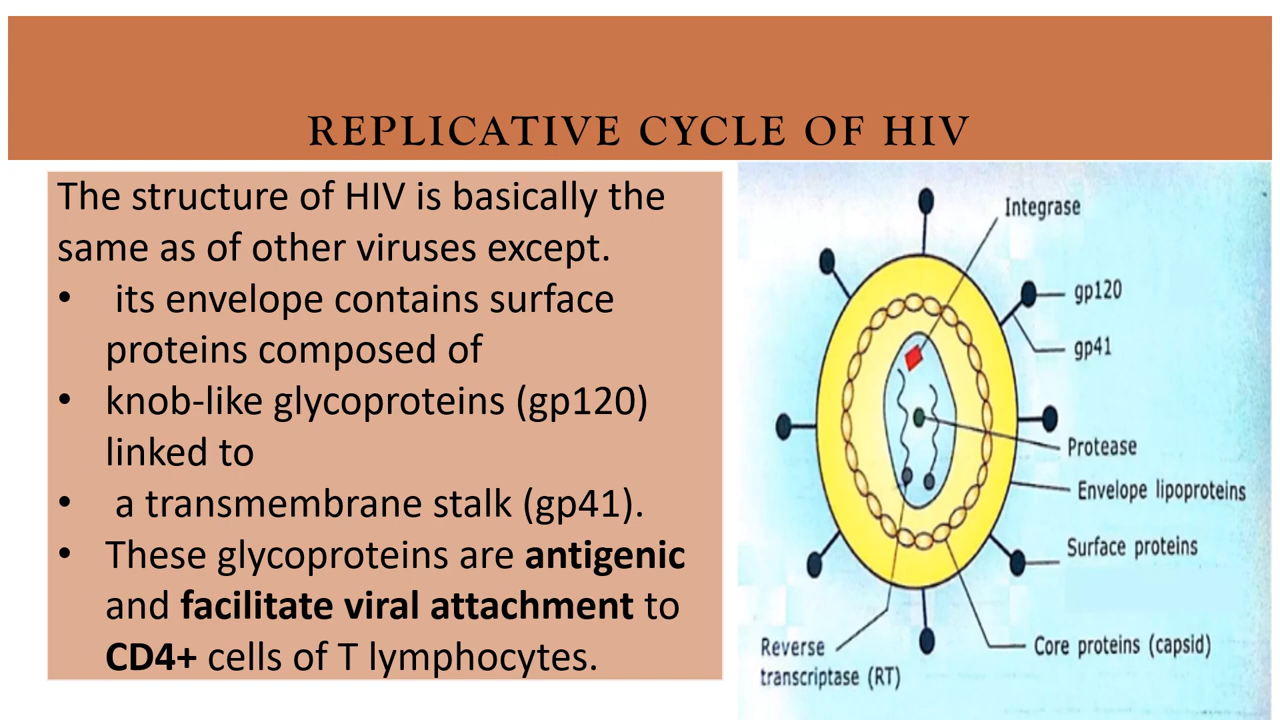 REPLICATIVE CYCLE OF HIV
The structure of HIV is basically the
same as of other viruses except.
• its envelope contains surface
proteins composed of
• knob-like glycoproteins (gp120)
linked to
• a transmembrane stalk (gp41).
• These glycoproteins are antigenic
and facilitate viral attachment to
CD4+ cells of T lymphocytes.
Integrase
gp120
gp41
Protease
Envelope lipoproteins
Surface proteins
Core proteins (capsid)
Reverse
transcriptase (RT)